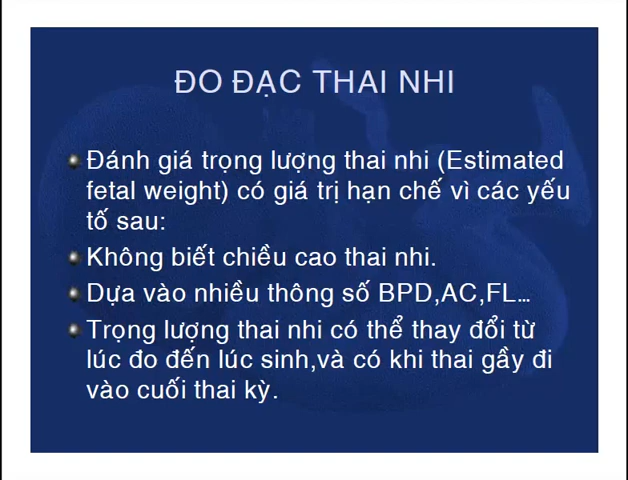 ĐO ĐẠC THAI NHI
Đánh giá trọng lượng thai nhi (Estimated
fetal weight) có giá trị hạn chế vì các yếu
tố sau:
Không biết chiều cao thai nhi.
Dựa vào nhiều thông số BPD,AC,FL...
Trọng lượng thai nhi có thể thay đổi từ
lúc đo đến lúc sinh,và có khi thai gầy đi
vào cuối thai kỳ.